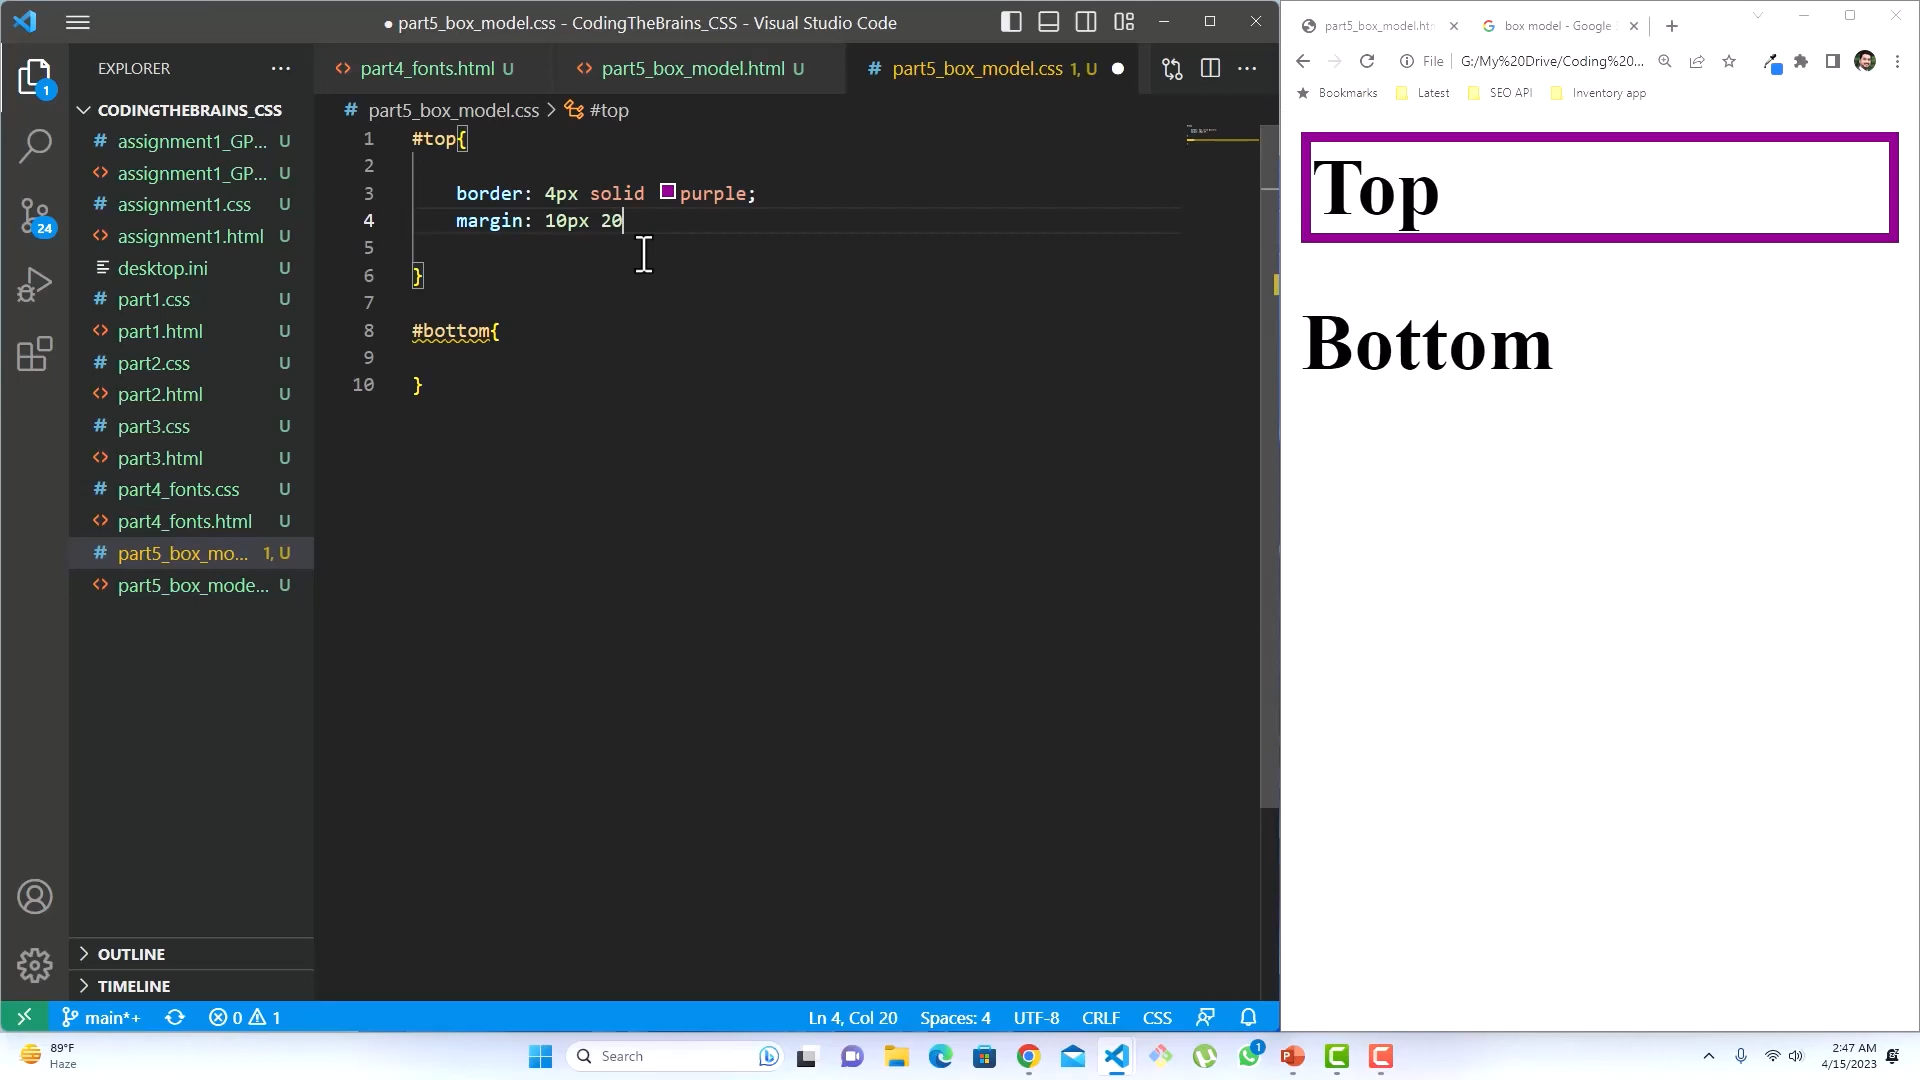 part5_box_model.css - CodingTheBrains_CSS - Visual Studio Code
EXPLORER
part4_fonts.html U
part5_box_model.html U
# part5_box_model.css 1, U
CODINGTHEBRAINS_CSS
# part5_box_model.css > #top
# assignment1_GP... U
<> assignment1_GP... U
# assignment1.css U
<> assignment1.html U
desktop.ini U
# part1.css U
<> part1.html U
# part2.css U
<> part2.html U
# part3.css U
<> part3.html U
# part4_fonts.css U
<> part4_fonts.html U
# part5_box_mo... 1, U
<> part5_box_mode... U
OUTLINE
TIMELINE
1
24
1 #top{
2
3 border: 4px solid purple;
4 margin: 10px 20
5
6 }
7
8 #bottom{
9
10 }
main*+
0 1
Ln 4, Col 20
Spaces: 4
UTF-8
CRLF
CSS
part5_box_model.htm
box model - Google
File
G:/My%20Drive/Coding%20...
Bookmarks
Latest
SEO API
Inventory app
Top
Bottom
89°F
Haze
Search
1
2:47 AM
4/15/2023